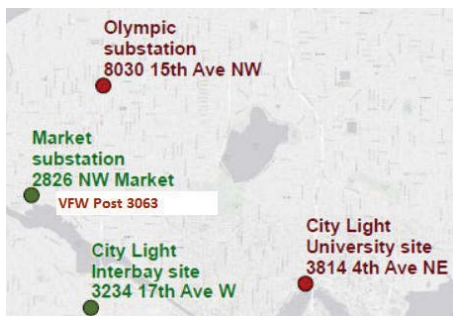 Olympic
substation
8030 15th Ave NW
Market
substation
2826 NW Market
VFW Post 3063
City Light
University site
3814 4th Ave NE
City Light
Interbay site
3234 17th Ave W